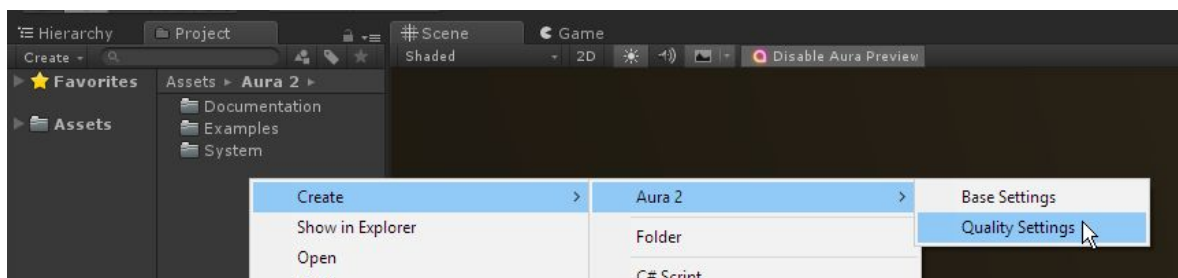 Hierarchy Project Scene Game
Create Shaded 2D Disable Aura Preview
Favorites Assets Aura 2
Documentation
Assets Examples
System
Create Aura 2 Base Settings
Show in Explorer Folder Quality Settings
Open C# Script